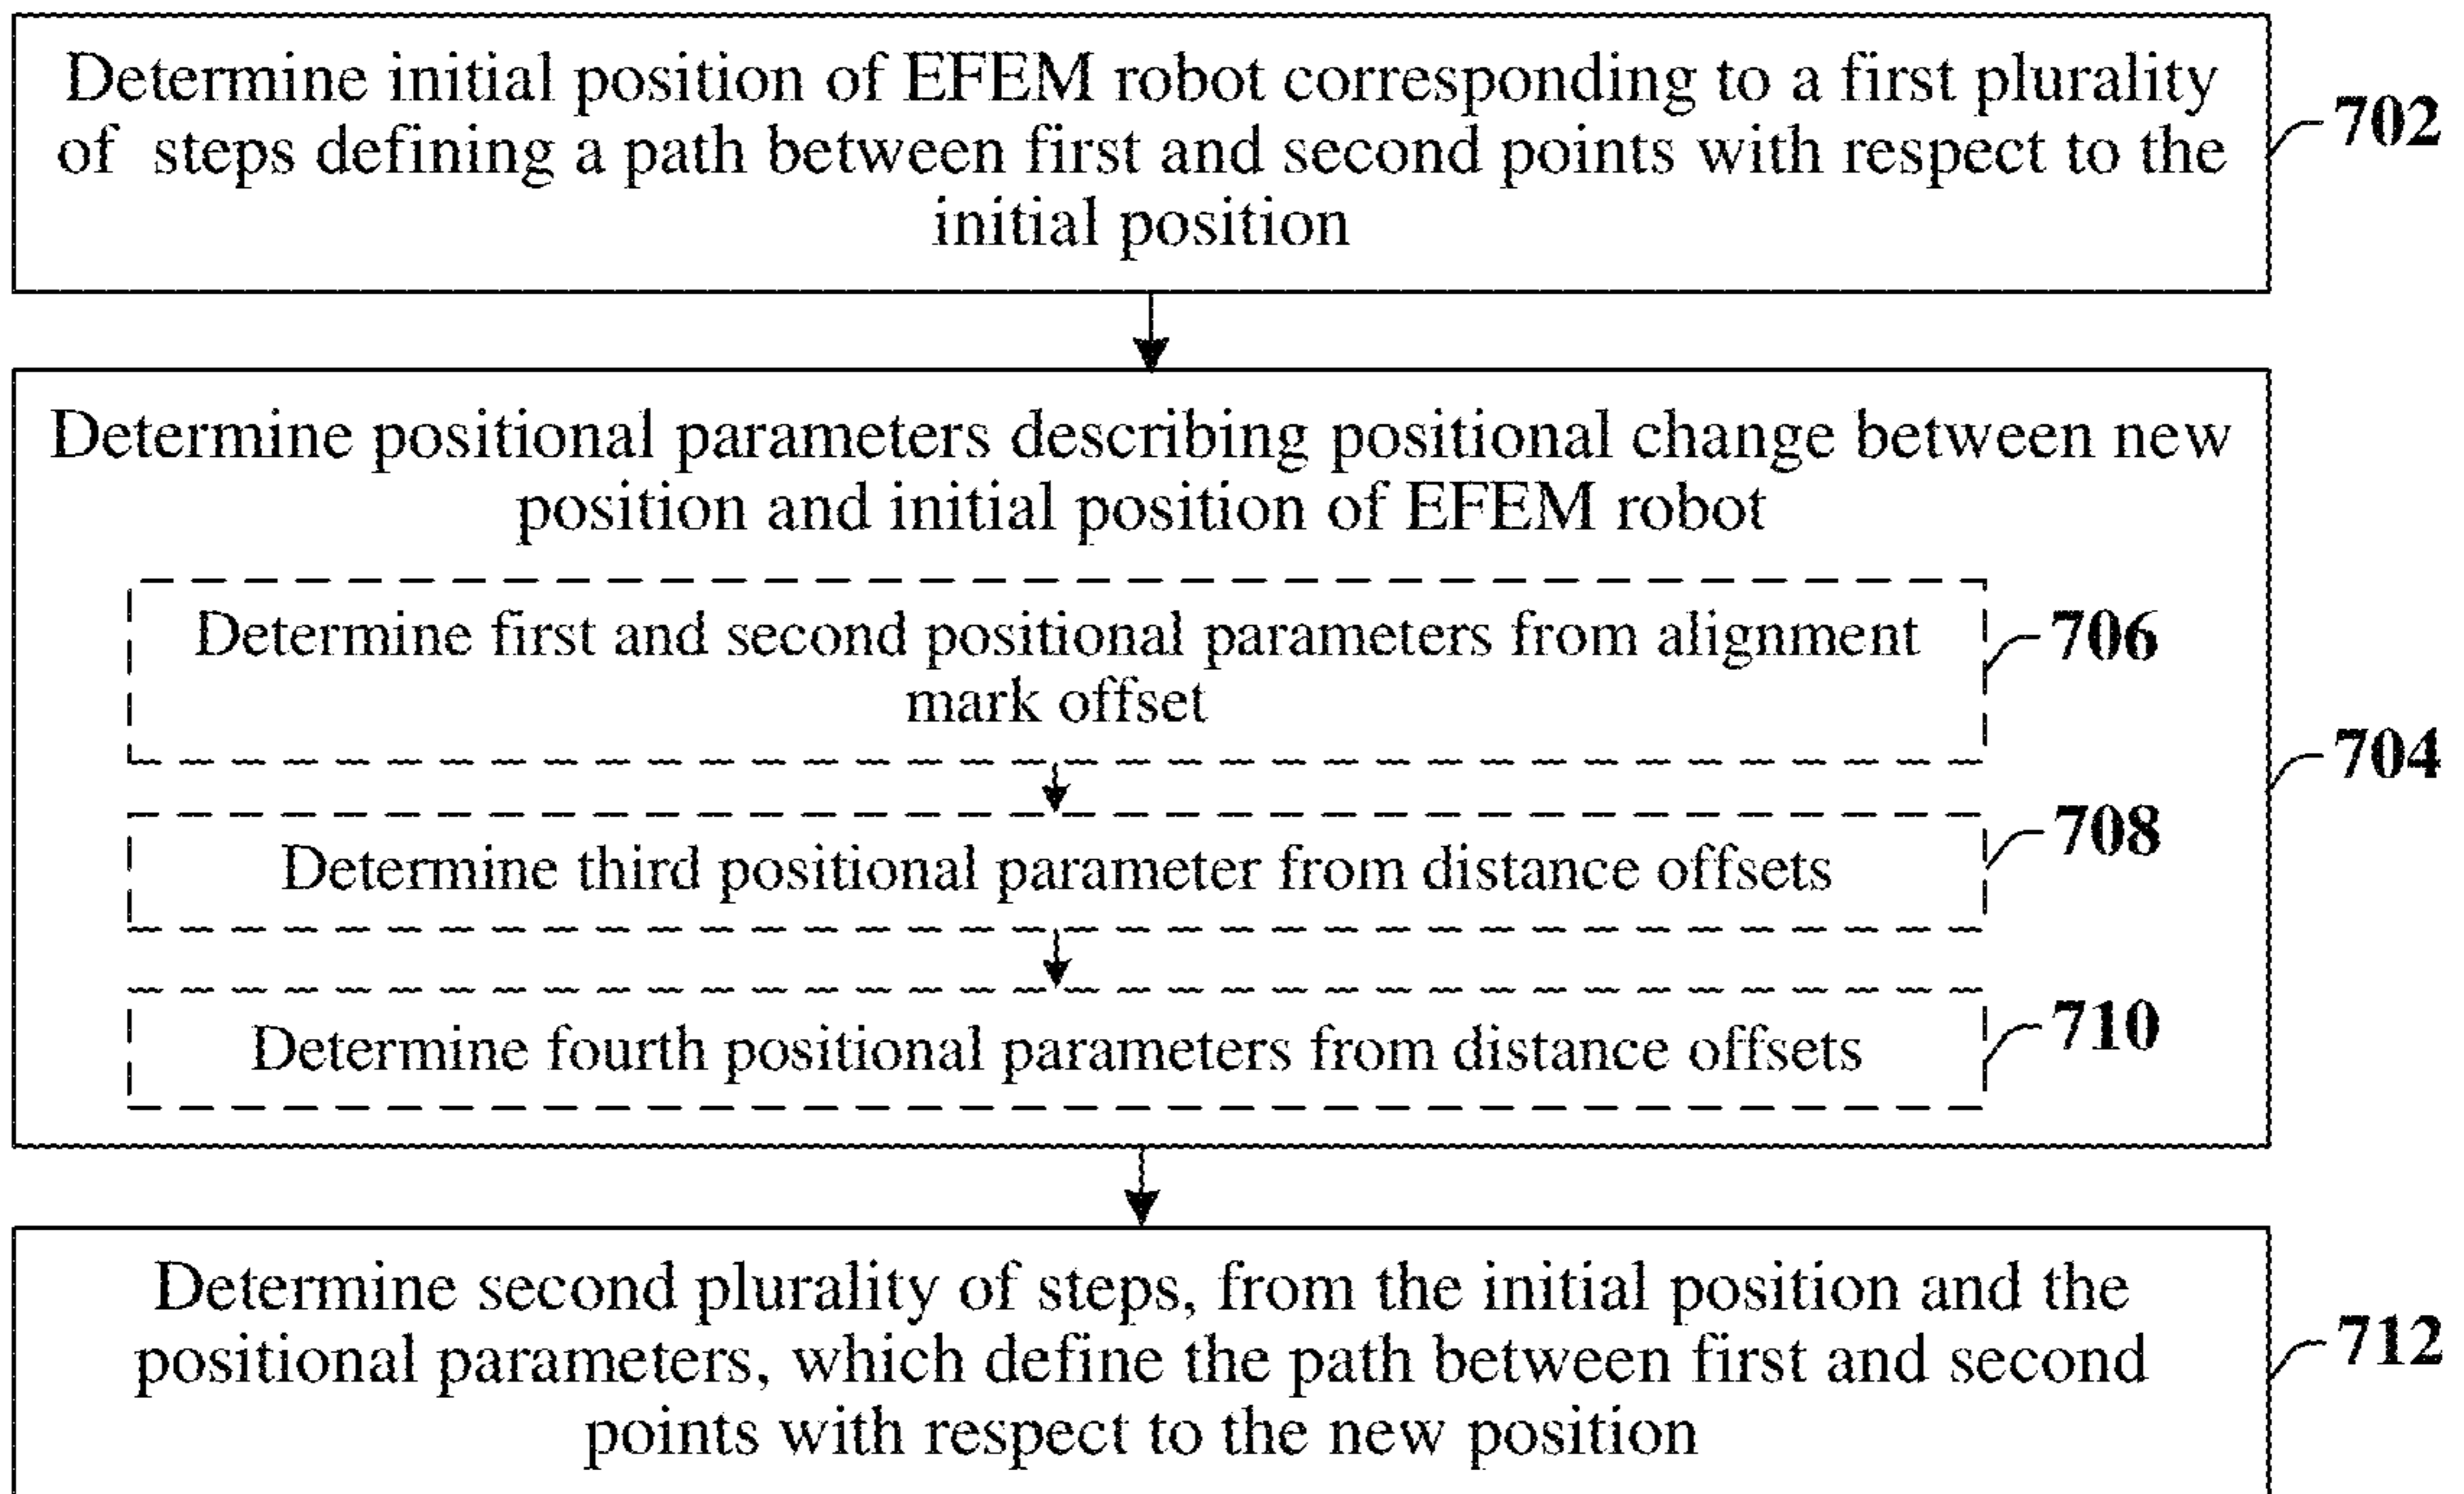 Determine initial position of EFEM robot corresponding to a first plurality
of steps defining a path between first and second points with respect to the
initial position
702
Determine positional parameters describing positional change between new
position and initial position of EFEM robot
Determine first and second positional parameters from alignment
mark offset
706
704
Determine third positional parameter from distance offsets
708
Determine fourth positional parameters from distance offsets
710
Determine second plurality of steps, from the initial position and the
positional parameters, which define the path between first and second
points with respect to the new position
712